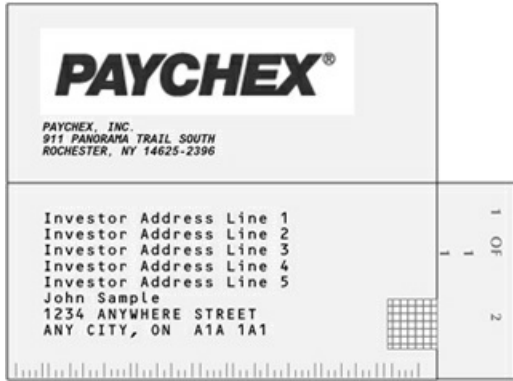 PAYCHEX®
PAYCHEX, INC.
911 PANORAMA TRAIL SOUTH
ROCHESTER, NY 14625-2396
Investor Address Line 1
Investor Address Line 2
Investor Address Line 3
Investor Address Line 4
Investor Address Line 5
John Sample
1234 ANYWHERE STREET
ANY CITY, ON A1A 1A1
1 OF 2
1 1